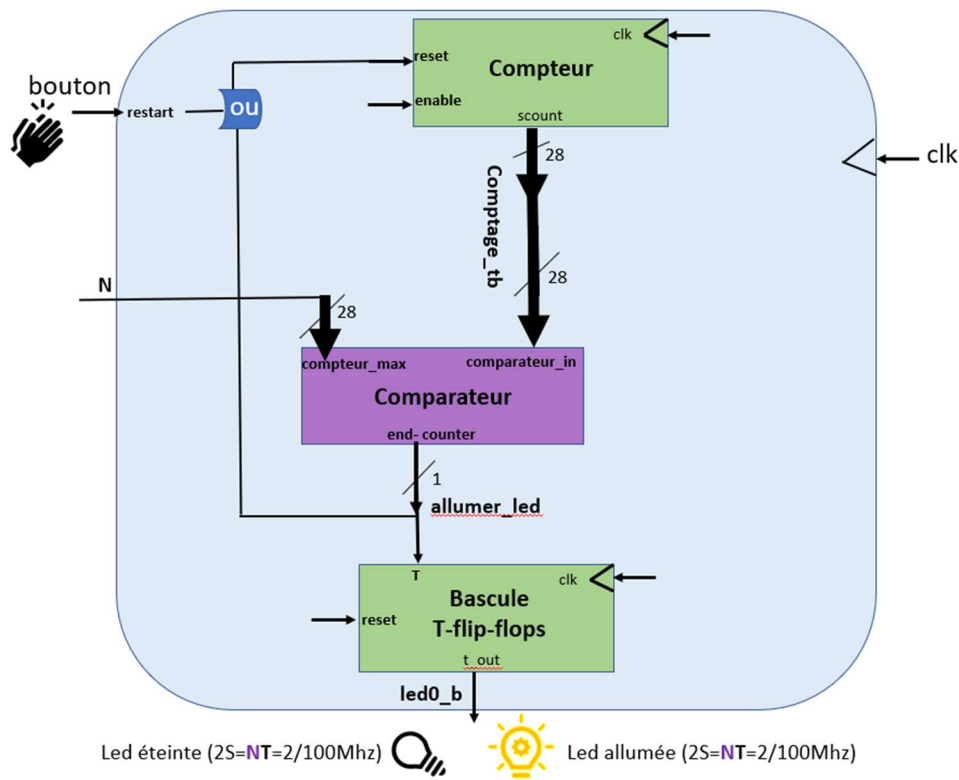 clk
reset
Compteur
bouton
enable
ou
restart
scount
28
clk
Comptage_tb
28
N
28
compteur_max
comparateur_in
Comparateur
end- counter
1
allumer_led
T
clk
Bascule
T-flip-flops
reset
t_out
led0_b
Led éteinte (2S=NT=2/100Mhz)
Led allumée (2S=NT=2/100Mhz)